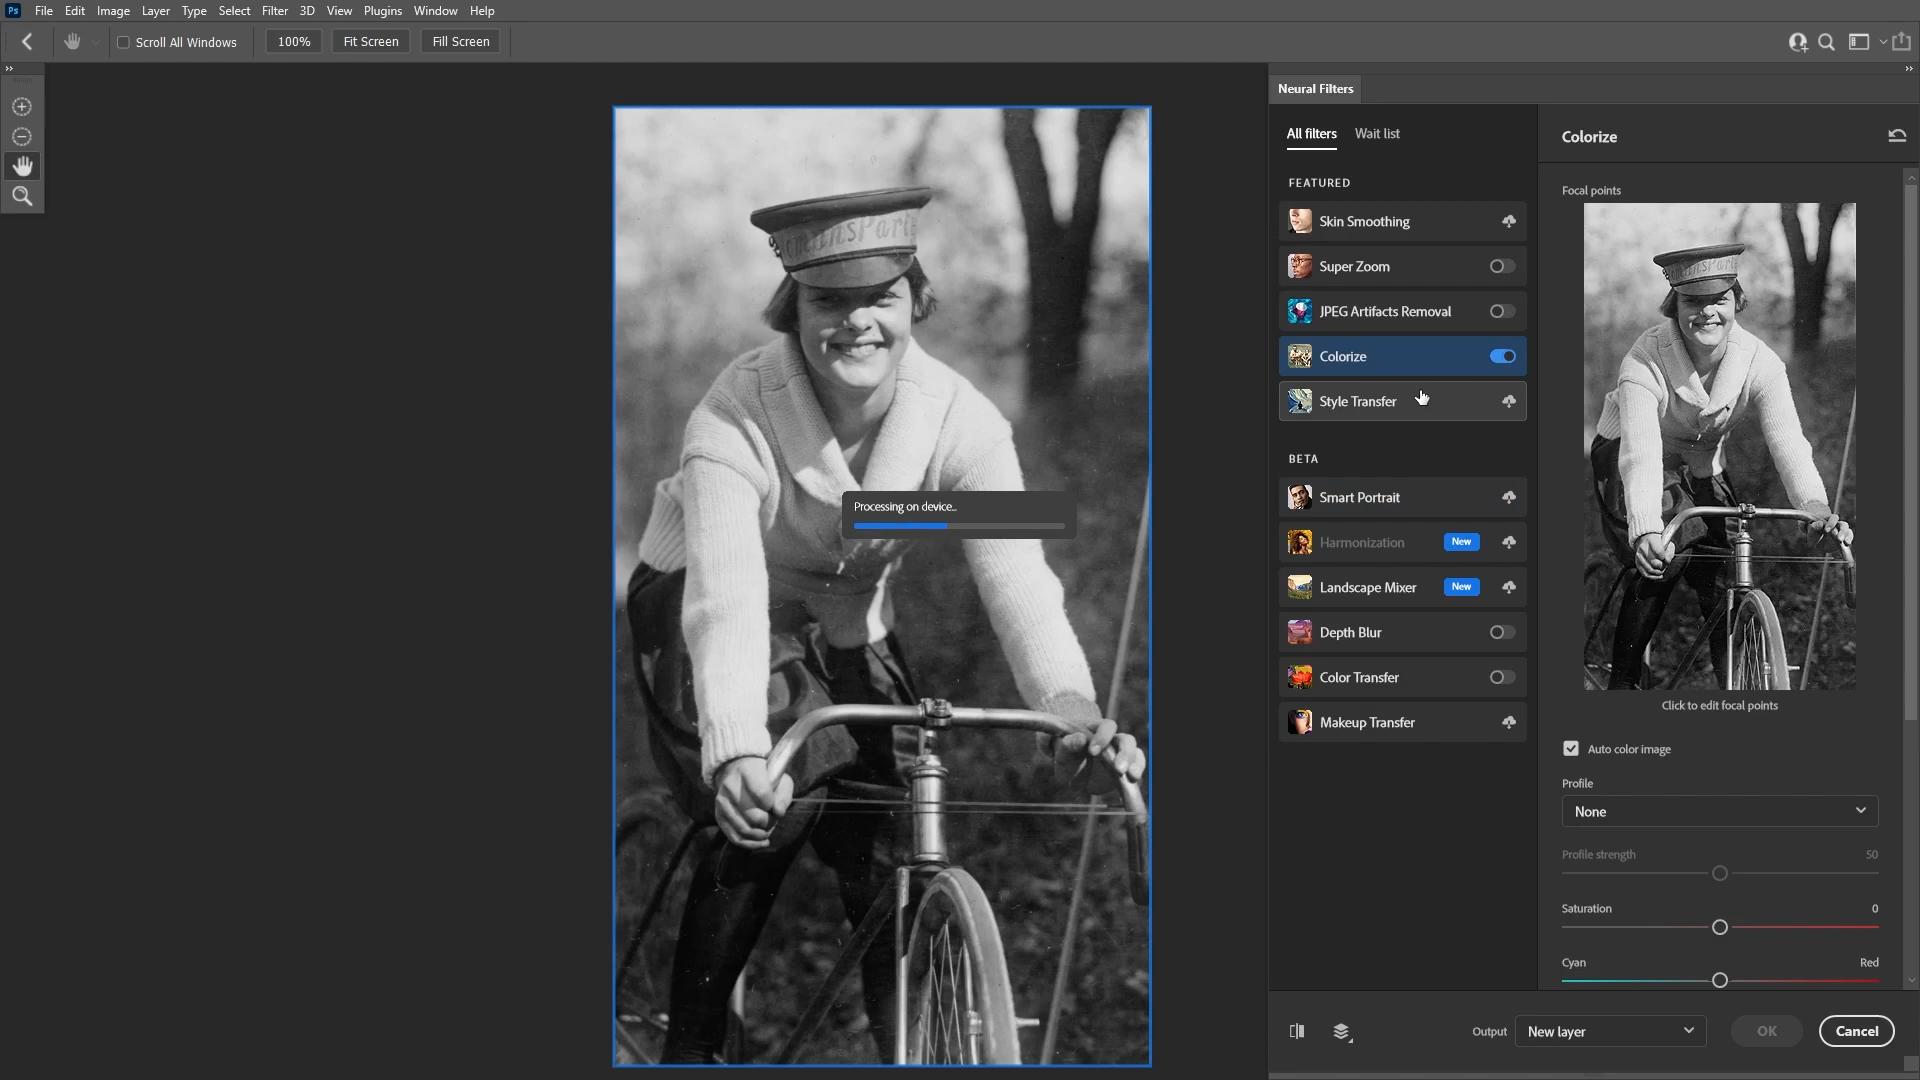 Ps File Edit Image Layer Type Select Filter 3D View Plugins Window Help
Scroll All Windows 100% Fit Screen Fill Screen
Neural Filters
All filters Wait list
Colorize
FEATURED
Focal points
Skin Smoothing
Super Zoom
JPEG Artifacts Removal
Colorize
Style Transfer
BETA
Smart Portrait
Harmonization New
Landscape Mixer New
Depth Blur
Color Transfer
Makeup Transfer
Processing on device...
Click to edit focal points
Auto color image
Profile
None
Profile strength 50
Saturation 0
Cyan Red
Output New layer OK Cancel